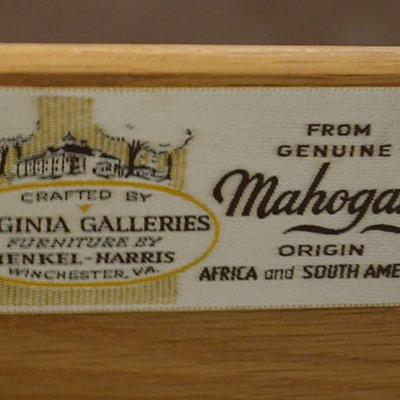 CRAFTED BY
GINIA GALLERIES
FURNITURE BY
HENKEL-HARRIS
WINCHESTER, VA.
FROM
GENUINE
Mahoga
ORIGIN
AFRICA and SOUTH AME